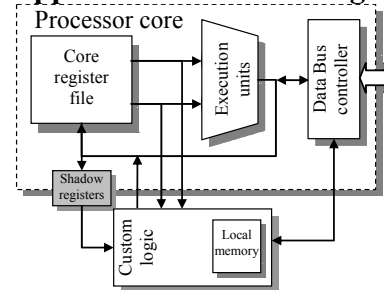 Processor core
Core
register
file
Execution
units
Data Bus
controller
Shadow
registers
Custom
logic
Local
memory